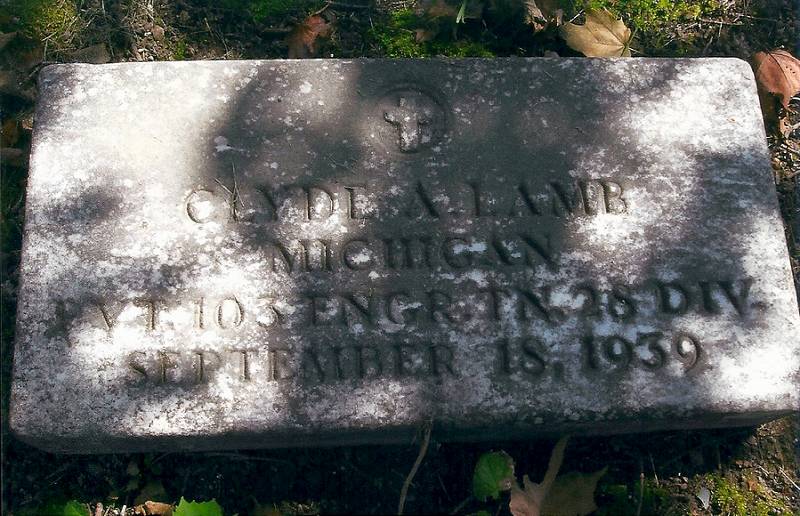 CLYDE A. LAMB
MICHIGAN
PVT. 103 ENGR. TN. 28 DIV.
SEPTEMBER 18, 1939